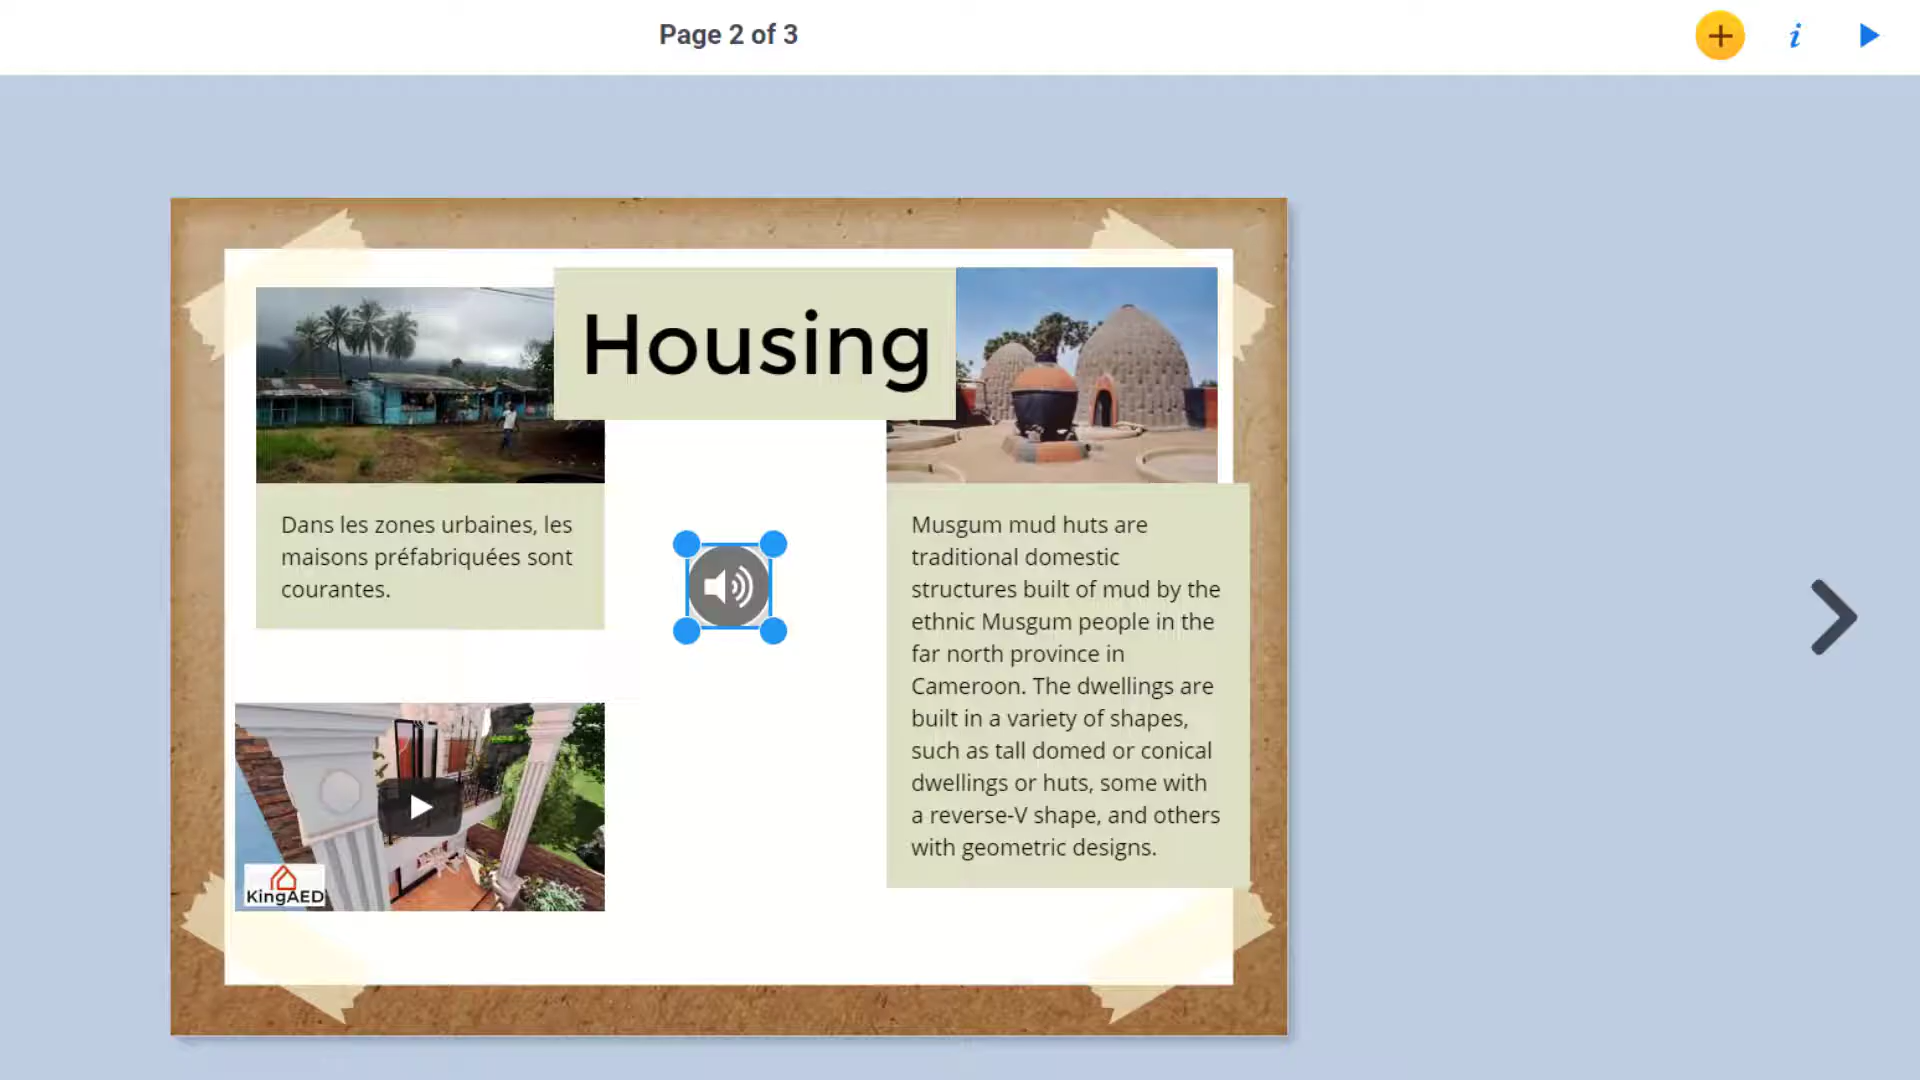 Page 2 of 3
i
Housing
Dans les zones urbaines, les
maisons préfabriquées sont
courantes.
Musgum mud huts are
traditional domestic
structures built of mud by the
ethnic Musgum people in the
far north province in
Cameroon. The dwellings are
built in a variety of shapes,
such as tall domed or conical
dwellings or huts, some with
a reverse-V shape, and others
with geometric designs.
KingAED